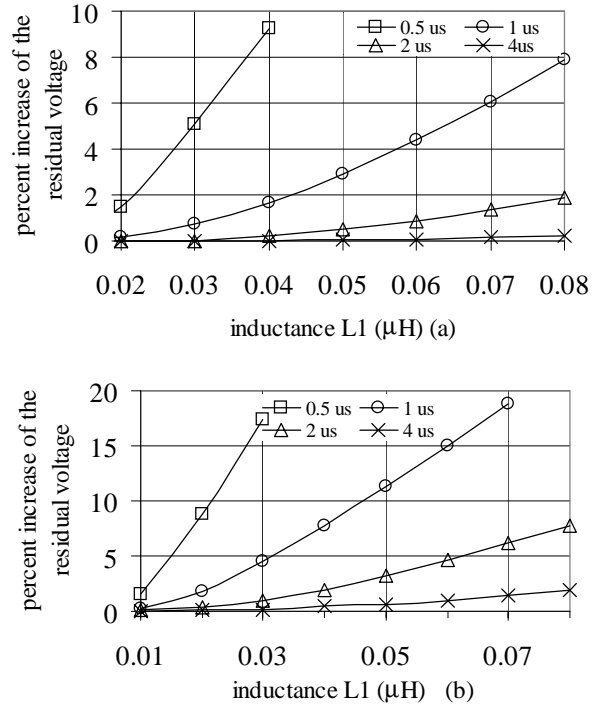 percent increase of the
residual voltage
10
8
6
4
2
0
0.5 us
1 us
2 us
4us
0.02 0.03 0.04 0.05 0.06 0.07 0.08
inductance L1 (μH) (a)
percent increase of the
residual voltage
20
15
10
5
0
0.5 us
1 us
2 us
4 us
0.01 0.03 0.05 0.07
inductance L1 (μH) (b)